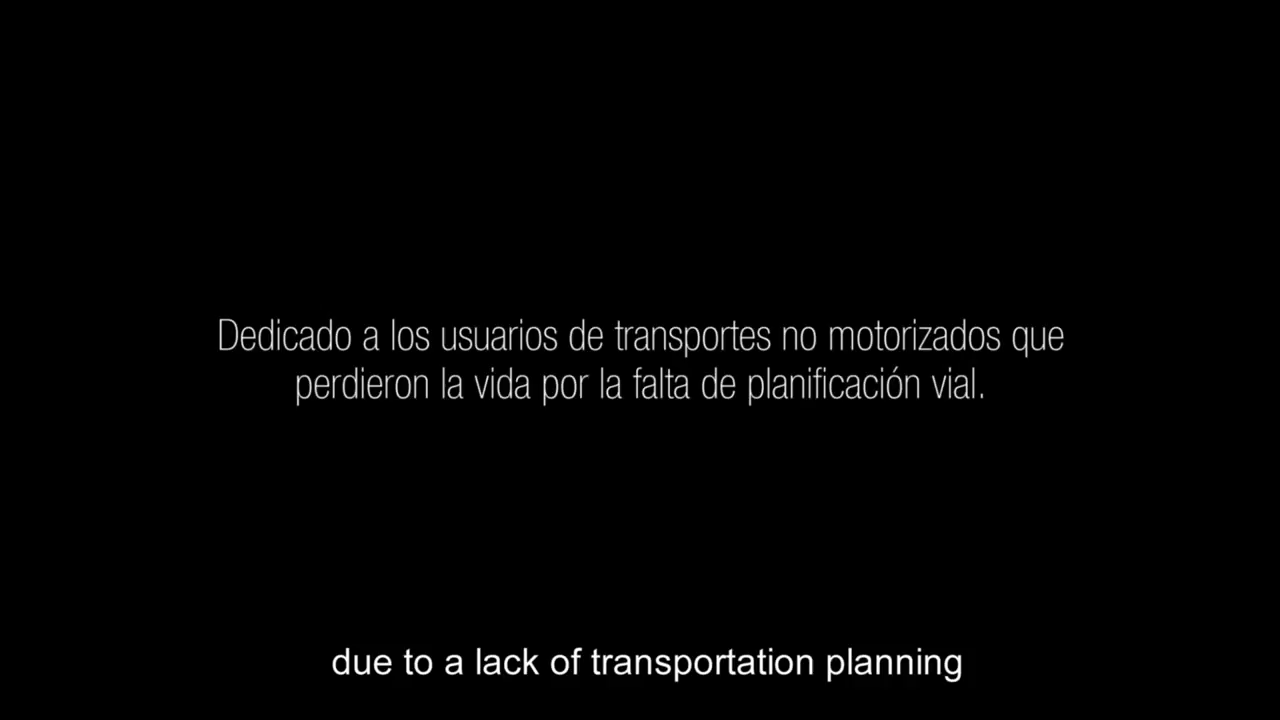 Dedicado a los usuarios de transportes no motorizados que
perdieron la vida por la falta de planificación vial.
due to a lack of transportation planning